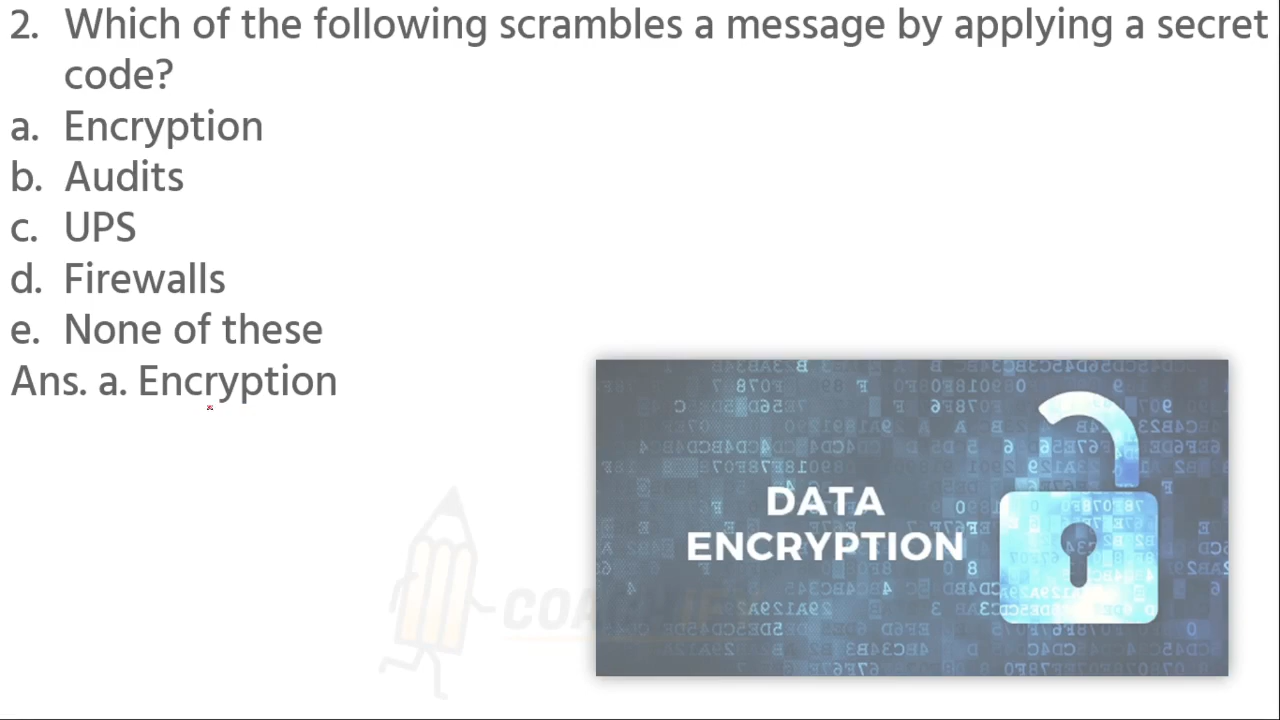 2. Which of the following scrambles a message by applying a secret
code?
a. Encryption
b. Audits
c. UPS
d. Firewalls
e. None of these
Ans. a. Encryption
DATA
ENCRYPTION